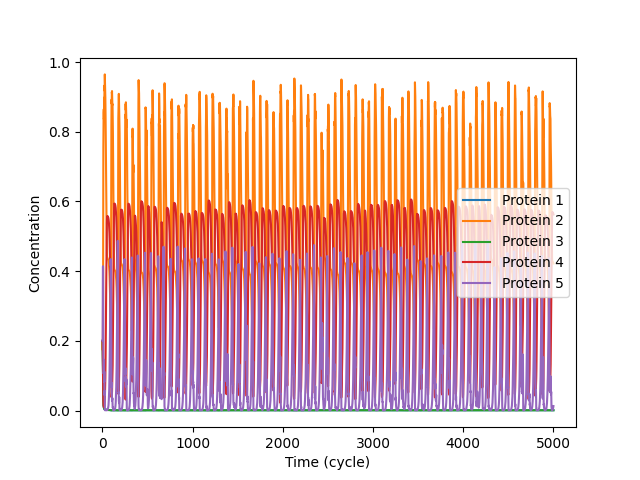 1.0
0.8
0.6
0.4
0.2
0.0
Concentration
0
1000
2000
3000
4000
5000
Time (cycle)
Protein 1
Protein 2
Protein 3
Protein 4
Protein 5